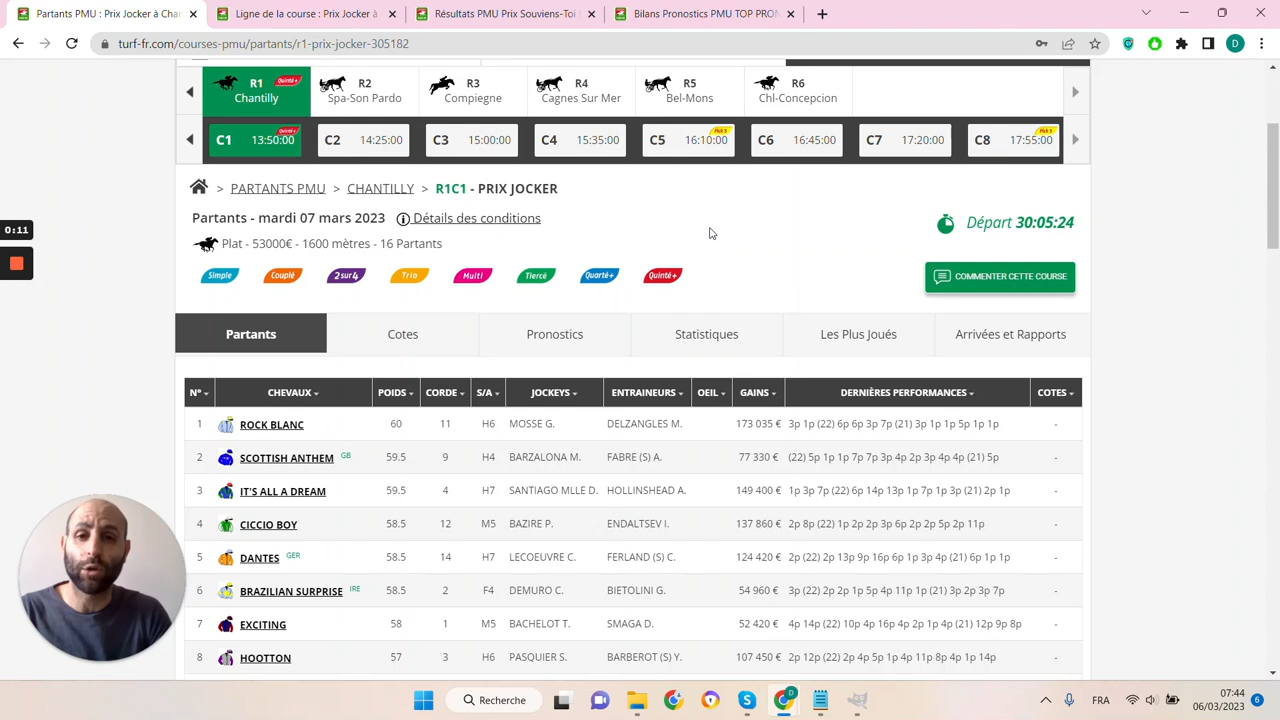 Partants PMU : Prix Jocker à Cha
Ligne de la course : Prix Jocker à
Résultats PMU Prix Souviens-Toi
Bilans Pronostics PMU TOP PRON
turf-fr.com/courses-pmu/partants/r1-prix-jocker-305182
R1 Chantilly Quinté+
R2 Spa-Son Pardo
R3 Compiegne
R4 Cagnes Sur Mer
R5 Bel-Mons
R6 Chl-Concepcion
C1 13:50:00 Quinté+ C2 14:25:00 C3 15:00:00 C4 15:35:00 C5 16:10:00 Pick 5 C6 16:45:00 C7 17:20:00 C8 17:55:00 Pick 5
> PARTANTS PMU > CHANTILLY > R1C1 - PRIX JOCKER
Partants - mardi 07 mars 2023 Détails des conditions
Départ 30:05:24
Plat - 53000€ - 1600 mètres - 16 Partants
Simple Couplé 2 sur 4 Trio Multi Tiercé Quarté+ Quinté+
COMMENTER CETTE COURSE
Partants Cotes Pronostics Statistiques Les Plus Joués Arrivées et Rapports
N° CHEVAUX POIDS CORDE S/A JOCKEYS ENTRAINEURS OEIL GAINS DERNIÈRES PERFORMANCES COTES
1 ROCK BLANC 60 11 H6 MOSSE G. DELZANGLES M. 173 035 € 3p 1p (22) 6p 6p 3p 7p (21) 3p 1p 1p 5p 1p 1p -
2 SCOTTISH ANTHEM GB 59.5 9 H4 BARZALONA M. FABRE (S) A. 77 330 € (22) 5p 1p 1p 7p 7p 3p 4p 2p 3p 4p 4p (21) 5p -
3 IT'S ALL A DREAM 59.5 4 H7 SANTIAGO MLLE D. HOLLINSHEAD A. 149 400 € 1p 3p 7p (22) 6p 14p 13p 1p 7p 1p 3p (21) 2p 1p -
4 CICCIO BOY 58.5 12 M5 BAZIRE P. ENDALTSEV I. 137 860 € 2p 8p (22) 1p 2p 2p 3p 6p 2p 2p 5p 2p 11p -
5 DANTES GER 58.5 14 H7 LECOEUVRE C. FERLAND (S) C. 124 420 € 2p (22) 2p 13p 9p 16p 6p 1p 3p 4p (21) 6p 1p 1p -
6 BRAZILIAN SURPRISE IRE 58.5 2 F4 DEMURO C. BIETOLINI G. 54 960 € 3p (22) 2p 2p 1p 5p 4p 11p 1p (21) 3p 2p 3p 7p -
7 EXCITING 58 1 M5 BACHELOT T. SMAGA D. 52 420 € 4p 14p (22) 10p 4p 16p 4p 2p 1p 4p (21) 12p 9p 8p -
8 HOOTTON 57 3 H6 PASQUIER S. BARBEROT (S) Y. 107 450 € 2p 12p (22) 2p 4p 5p 1p 4p 11p 8p 4p 1p 14p -
0:11
Recherche
FRA
07:44
06/03/2023
6
D